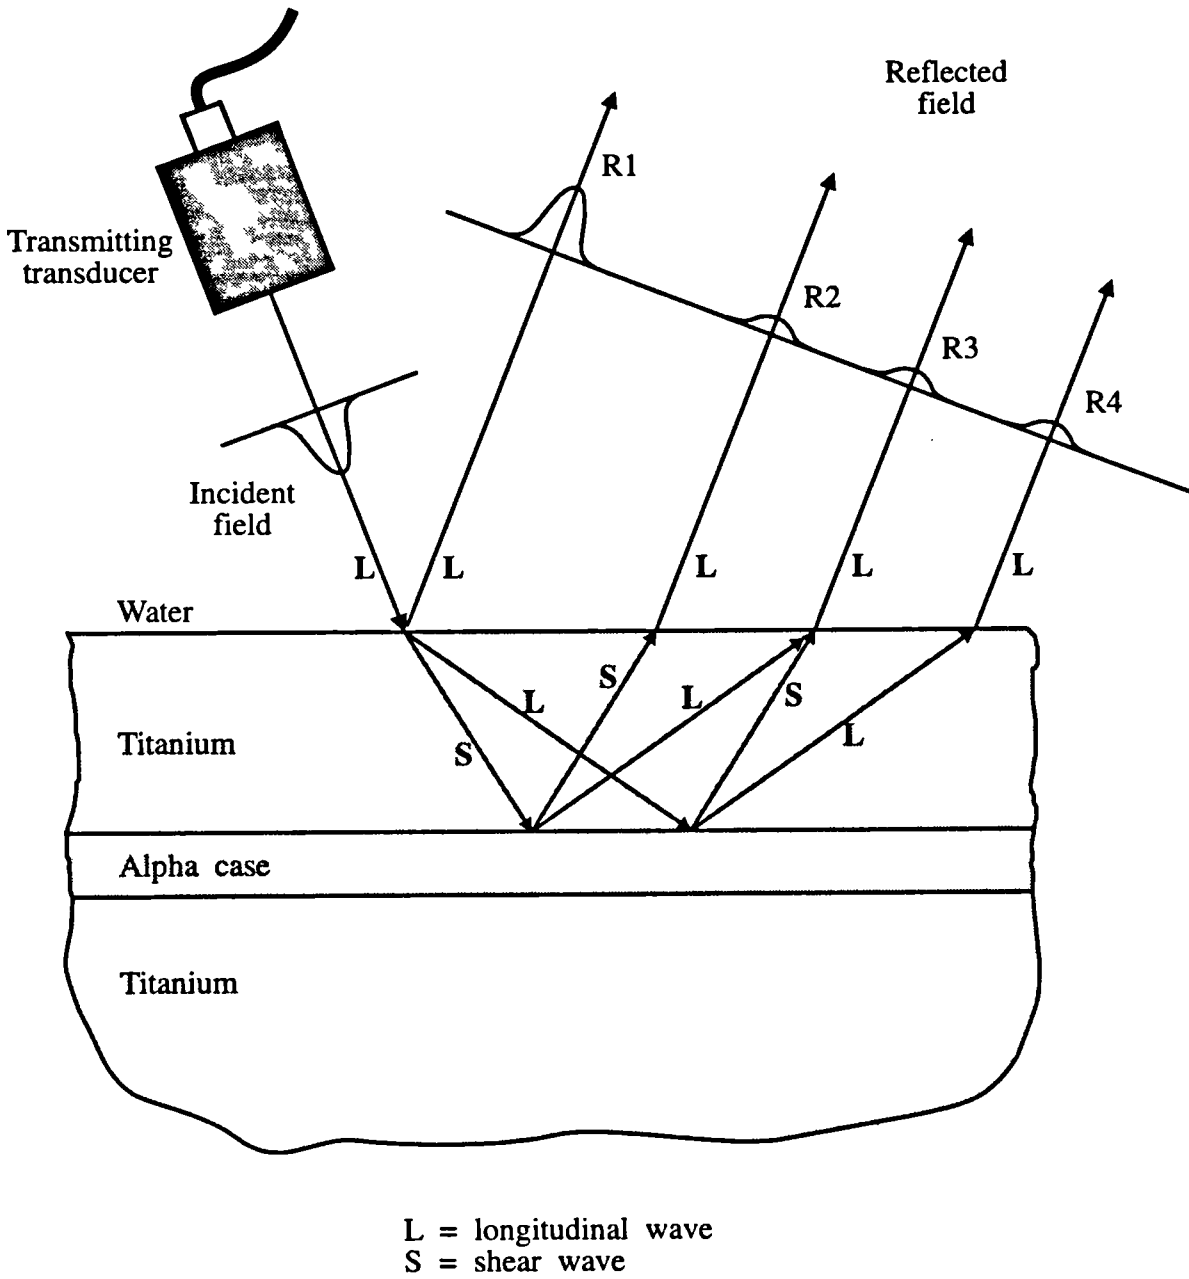 Reflected
field
R1
Transmitting
transducer
R2
R3
R4
Incident
field
L
L
L
L
L
Water
S
L
L
S
Titanium
S
L
Alpha case
Titanium
L = longitudinal wave
S = shear wave